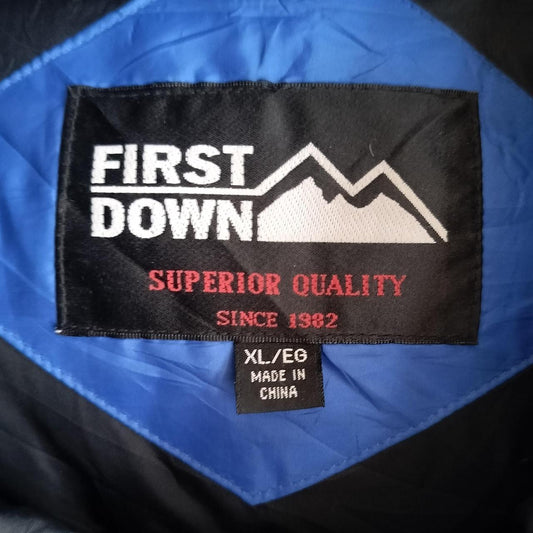 FIRST
DOWN
SUPERIOR QUALITY
SINCE 1982
XL/EG
MADE IN
CHINA